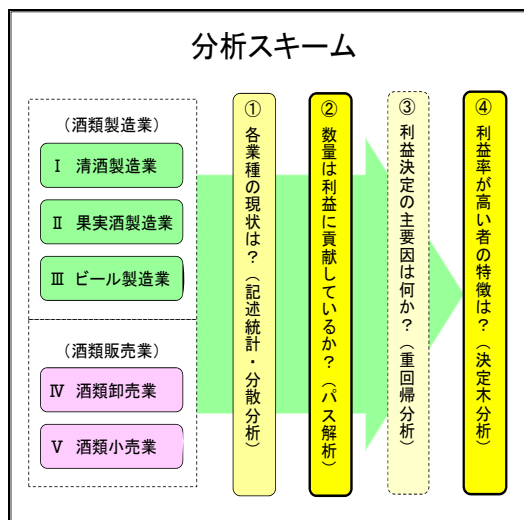 分析スキーム
（酒類製造業）
Ⅰ 清酒製造業
Ⅱ 果実酒製造業
Ⅲ ビール製造業
（酒類販売業）
Ⅳ 酒類卸売業
Ⅴ 酒類小売業
①各業種の現状は？（記述統計・分散分析）
②数量は利益に貢献しているか？（パス解析）
③利益決定の主要因は何か？（重回帰分析）
④利益率が高い者の特徴は？（決定木分析）